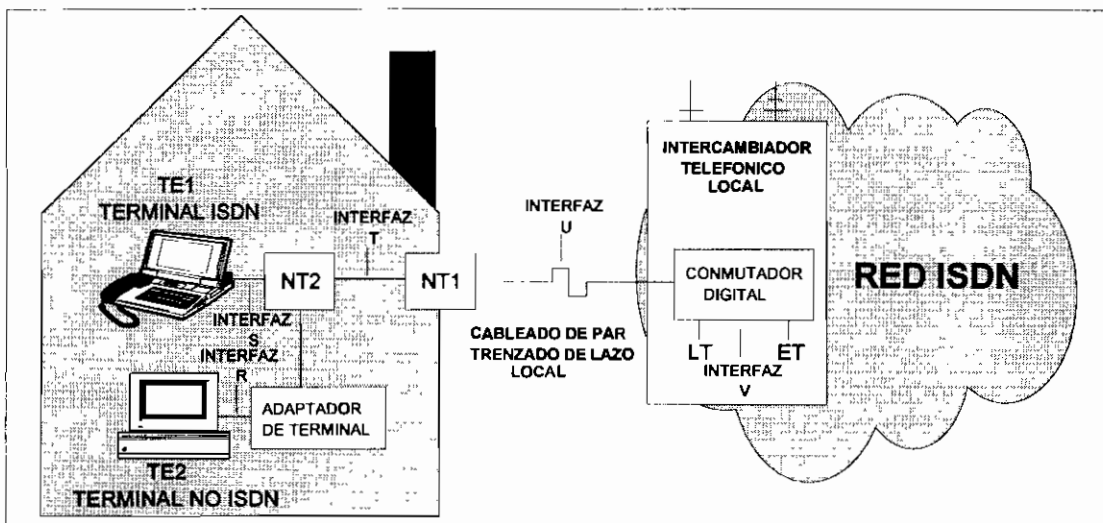 TE1
TERMINAL ISDN
INTERFAZ
T
NT2
NT1
INTERFAZ
S
INTERFAZ
R
ADAPTADOR
DE TERMINAL
TE2
TERMINAL NO ISDN
INTERFAZ
U
CABLEADO DE PAR
TRENZADO DE LAZO
LOCAL
INTERCAMBIADOR
TELEFONICO
LOCAL
CONMUTADOR
DIGITAL
LT
ET
INTERFAZ
V
RED ISDN